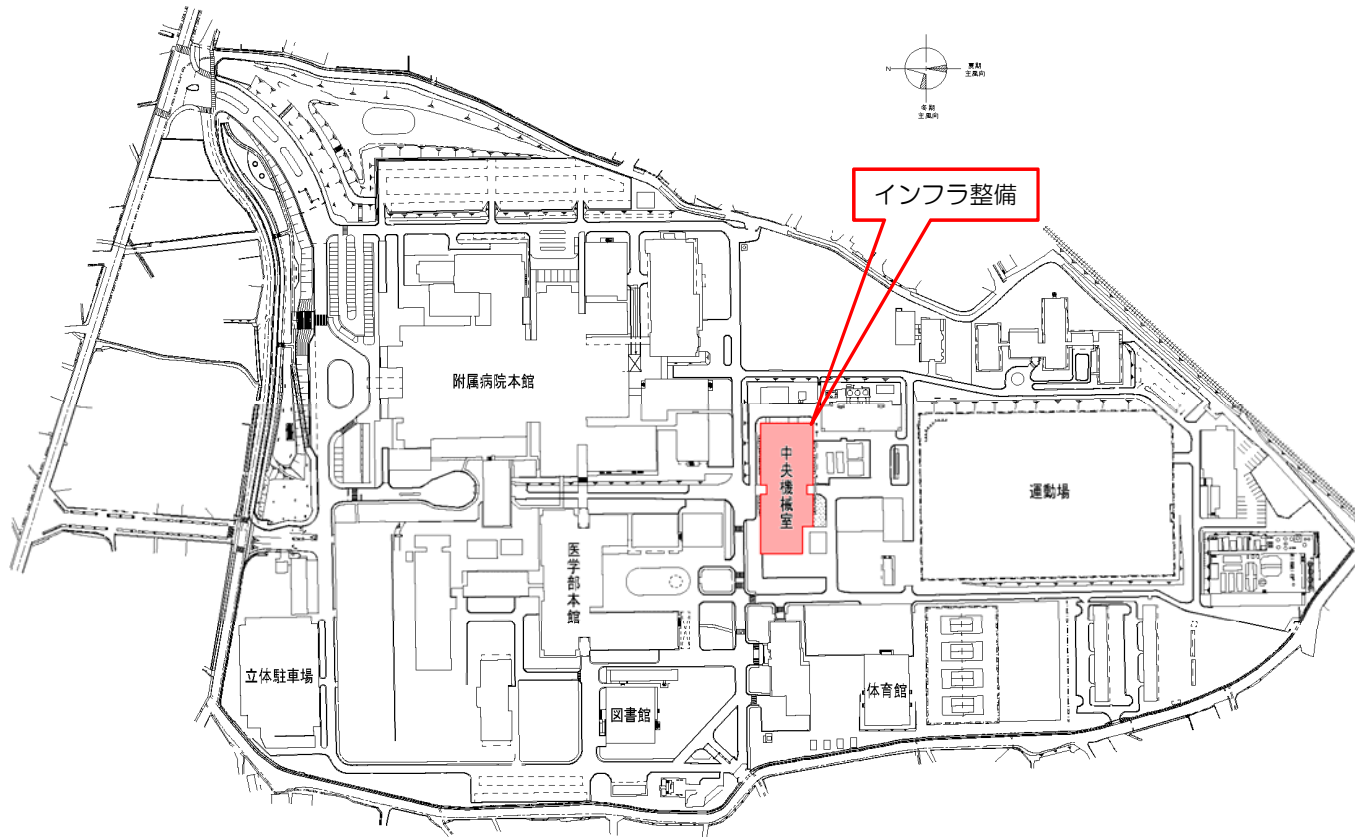 N
夏期
主風向
冬期
主風向
インフラ整備
附属病院本館
中央機械室
運動場
医学部本館
立体駐車場
図書館
体育館